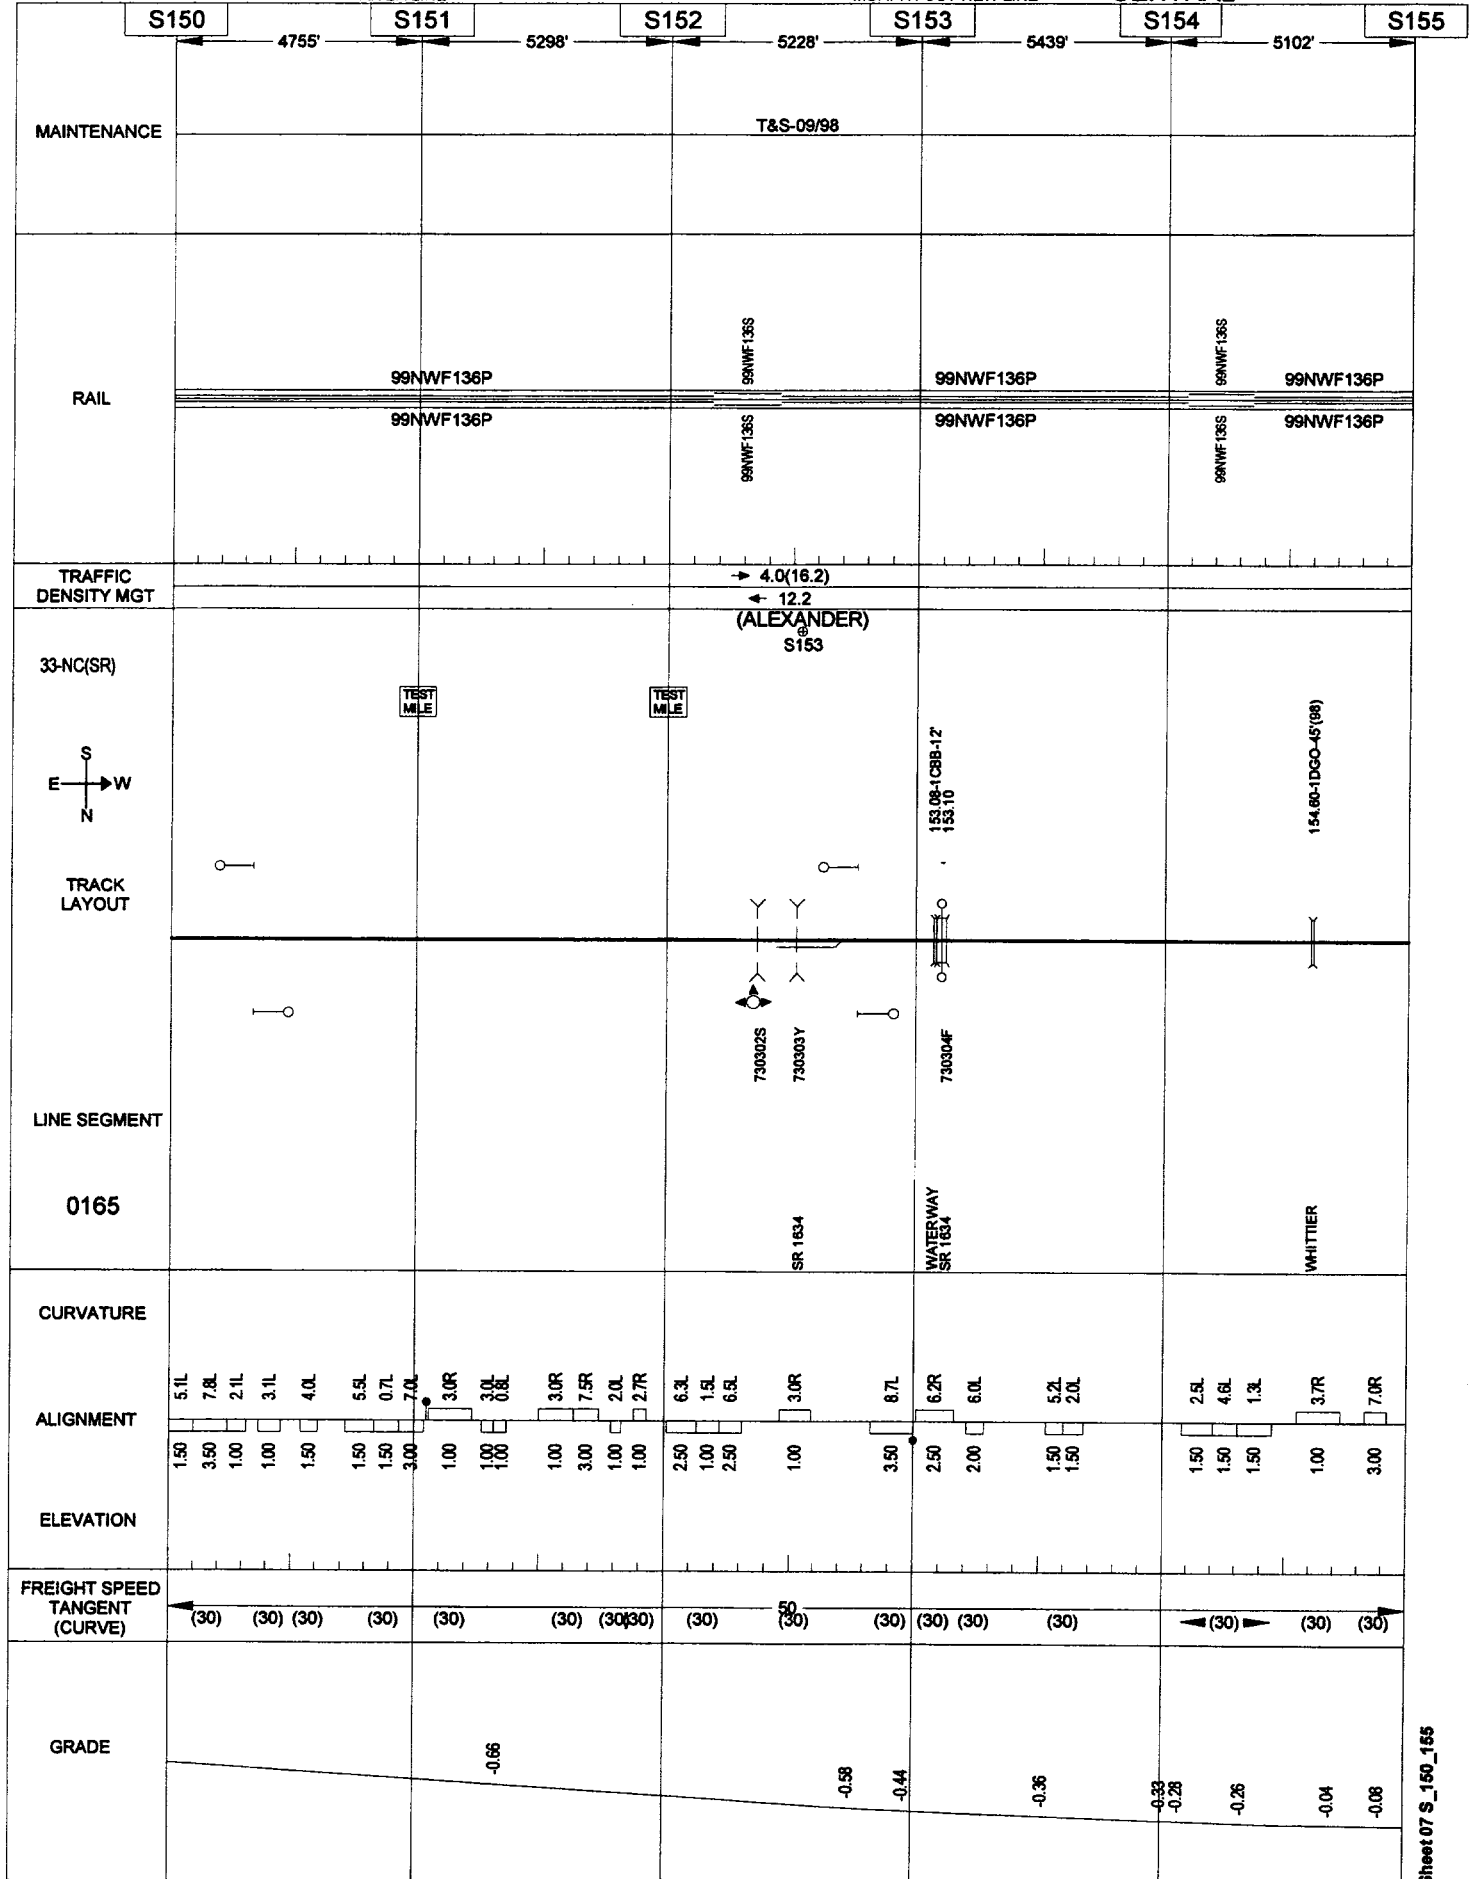 S150 S151 S152 S153 S154 S155
4755' 5298' 5228' 5439' 5102'
MAINTENANCE
T&S-09/98
99NWF136S 99NWF136S
99NWF136P 99NWF136P 99NWF136P
RAIL
99NWF136P 99NWF136P 99NWF136P
99NWF136S 99NWF136S
TRAFFIC
DENSITY MGT
4.0(16.2)
12.2
(ALEXANDER)
S153
33-NC(SR)
TEST
MILE
TEST
MILE
S
E W
N
153.08-1CBB-12'
153.10
154.60-1DGO-45'(98)
TRACK
LAYOUT
730302S
730303Y
730304F
LINE SEGMENT
0165
SR 1634
WATERWAY
SR 1634
WHITTIER
CURVATURE
5.1L 7.8L 2.1L 3.1L 4.0L 5.5L 0.7L 7.0L 3.0R 3.0L 0.8L 3.0R 7.5R 2.0L 2.7R 6.3L 1.5L 6.5L 3.0R 8.7L 6.2R 6.0L 5.2L 2.0L 2.5L 4.6L 1.3L 3.7R 7.0R
ALIGNMENT
1.50 3.50 1.00 1.00 1.50 1.50 1.50 3.00 1.00 1.00 1.00 1.00 3.00 1.00 1.00 2.50 1.00 2.50 1.00 3.50 2.50 2.00 1.50 1.50 1.50 1.50 1.50 1.00 3.00
ELEVATION
FREIGHT SPEED
TANGENT
(CURVE)
50
(30) (30) (30) (30) (30) (30) (30) (30) (30) (30) (30) (30) (30) (30) (30) (30) (30)
GRADE
-0.66 -0.58 -0.44 -0.36 -0.33 -0.28 -0.26 -0.04 -0.08
Sheet 07 S_150_155